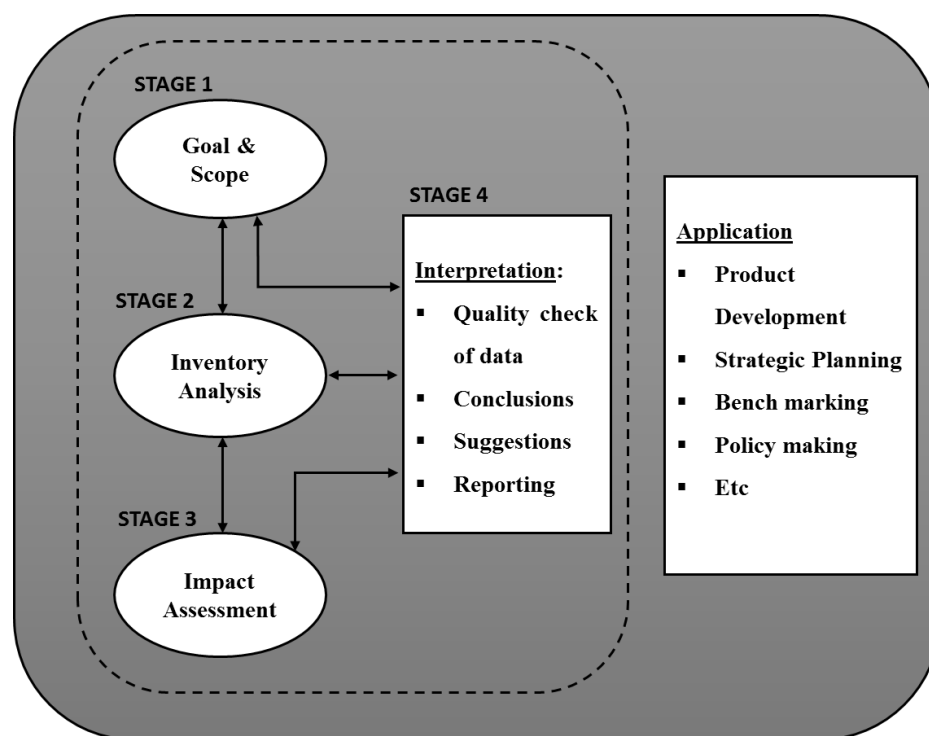 STAGE 1
Goal &
Scope
STAGE 2
Inventory
Analysis
STAGE 3
Impact
Assessment
STAGE 4
Interpretation:
▪ Quality check
of data
▪ Conclusions
▪ Suggestions
▪ Reporting
Application
▪ Product
Development
▪ Strategic Planning
▪ Bench marking
▪ Policy making
▪ Etc